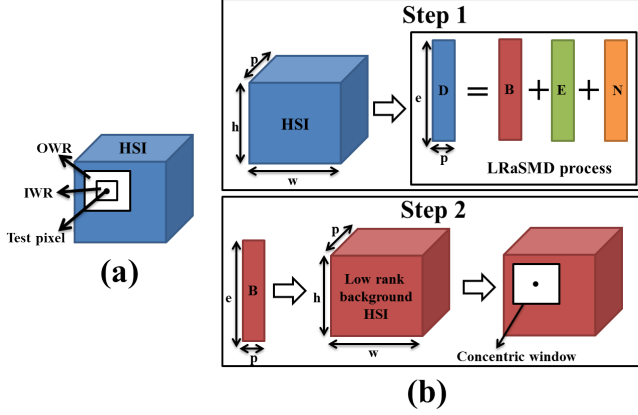 HSI
OWR
IWR
Test pixel
(a)
Step 1
p
h
HSI
w
e
D
=
B
+
E
+
N
p
LRaSMD process
Step 2
e
B
p
p
h
Low rank
background
HSI
w
Concentric window
(b)